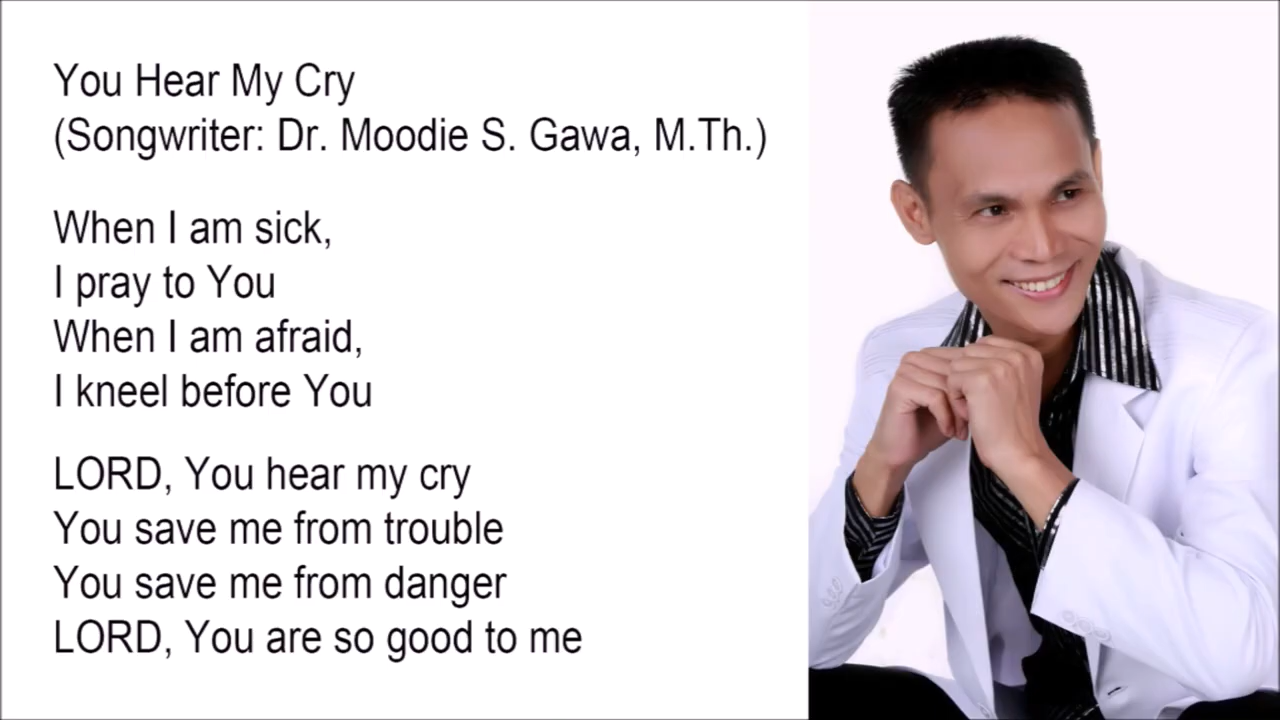 You Hear My Cry
(Songwriter: Dr. Moodie S. Gawa, M.Th.)
When I am sick,
I pray to You
When I am afraid,
I kneel before You
LORD, You hear my cry
You save me from trouble
You save me from danger
LORD, You are so good to me